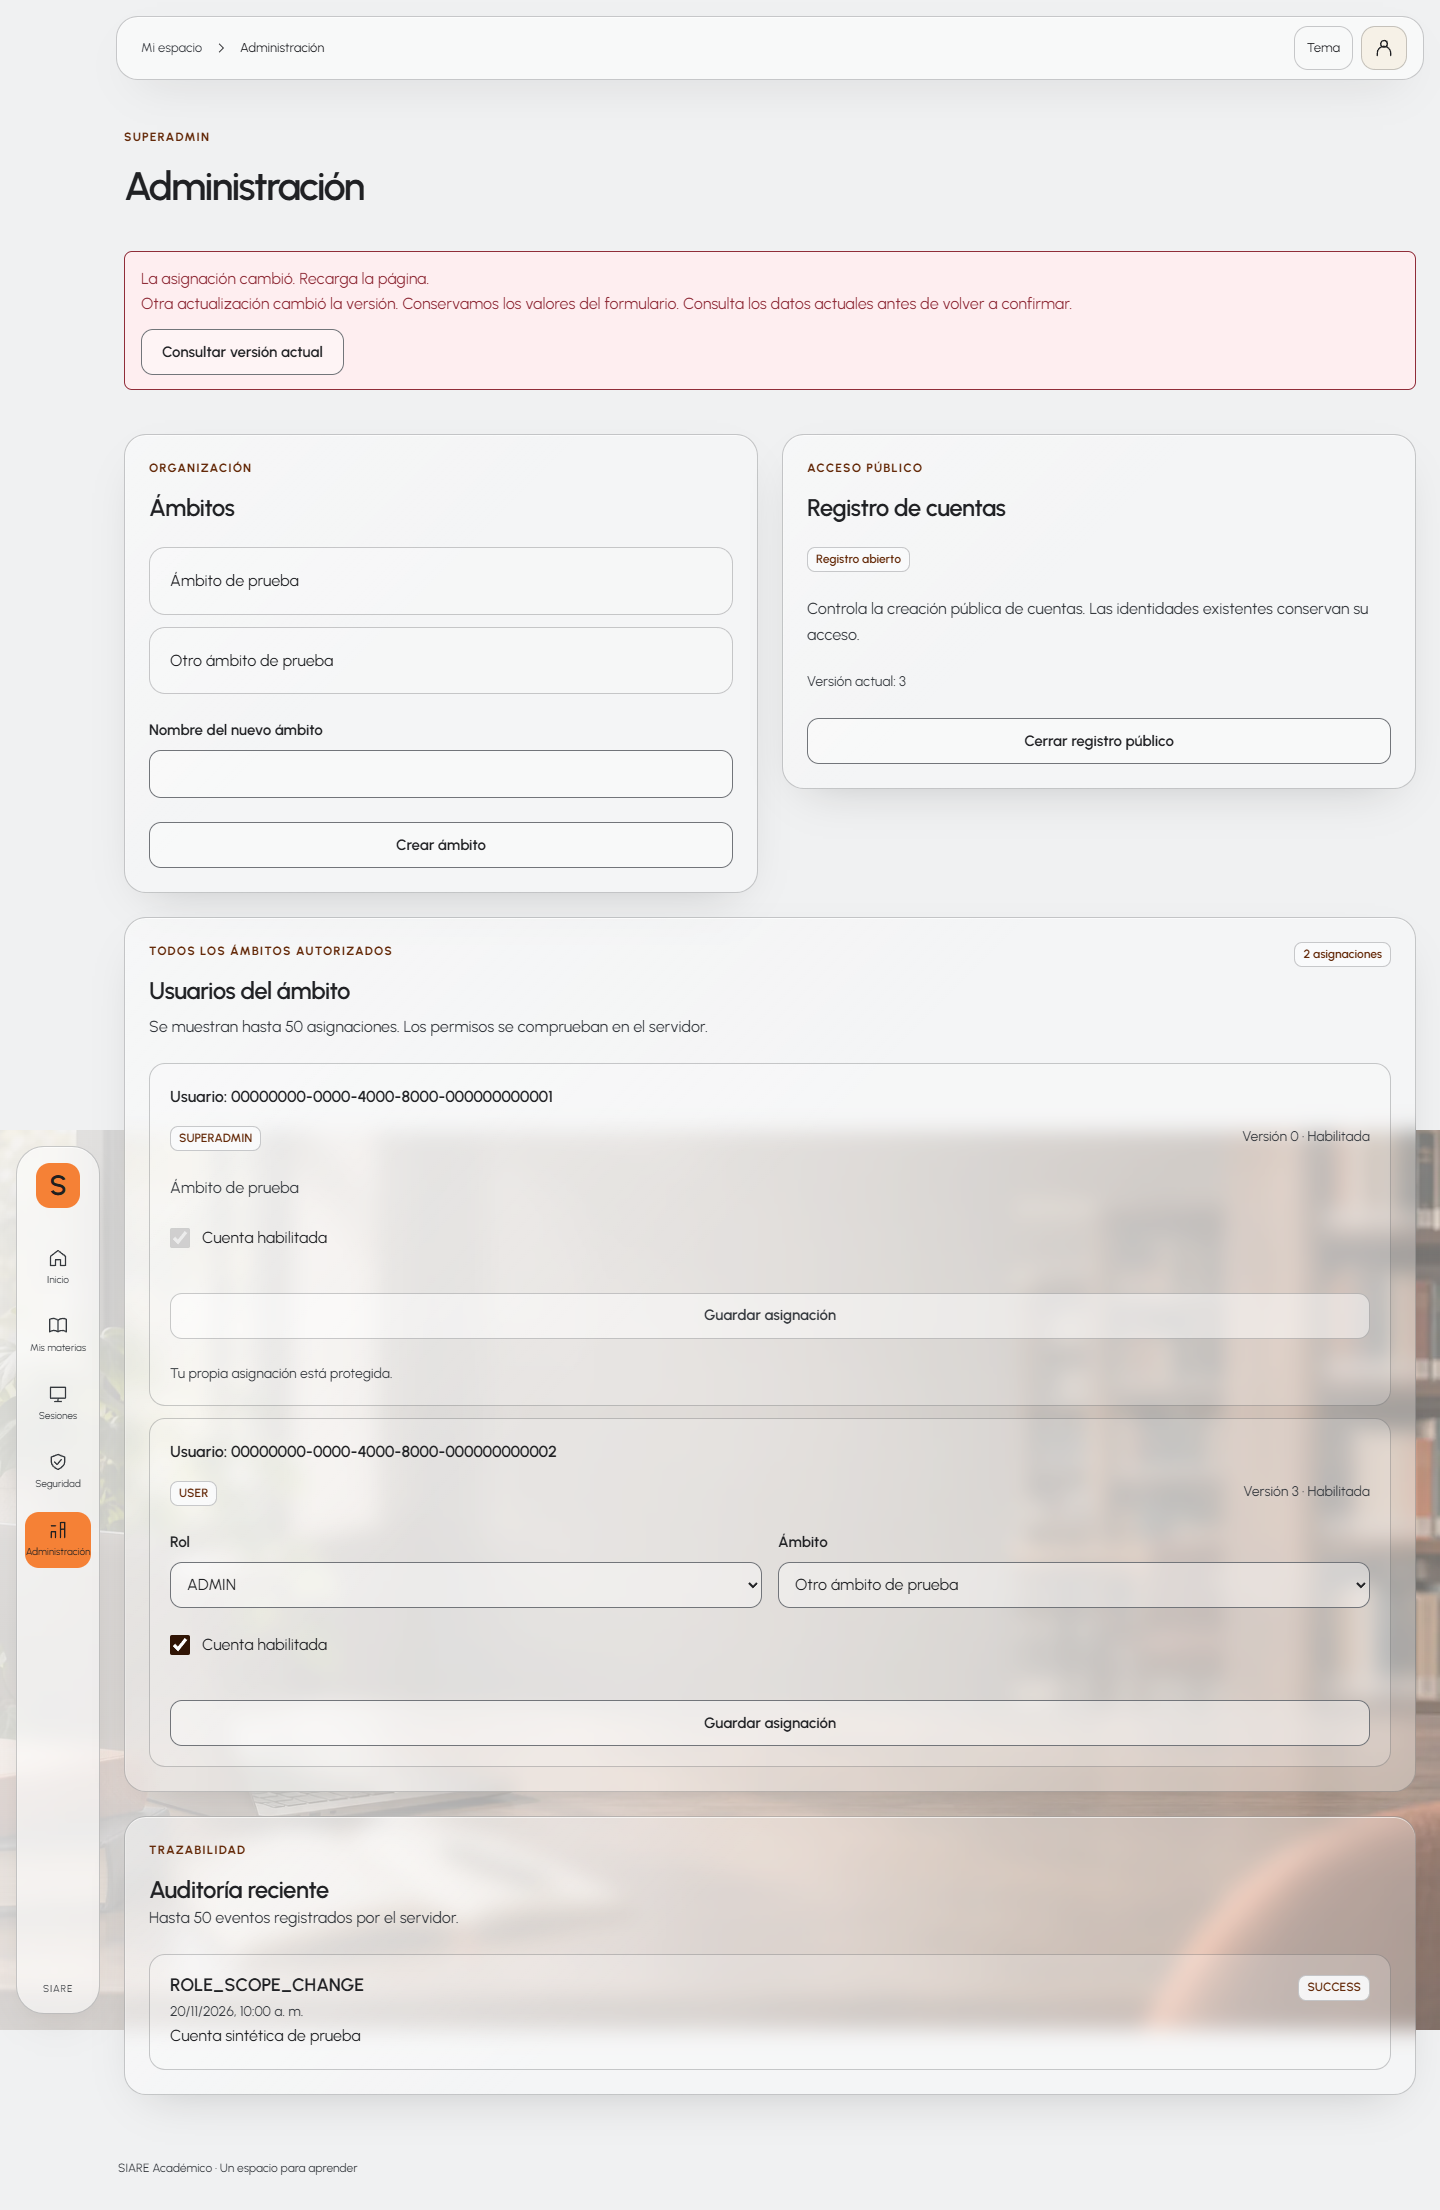 Mi espacio > Administración
Tema
SUPERADMIN
Administración
La asignación cambió. Recarga la página.
Otra actualización cambió la versión. Conservamos los valores del formulario. Consulta los datos actuales antes de volver a confirmar.
Consultar versión actual
ORGANIZACIÓN
Ámbitos
Ámbito de prueba
Otro ámbito de prueba
Nombre del nuevo ámbito
Crear ámbito
ACCESO PÚBLICO
Registro de cuentas
Registro abierto
Controla la creación pública de cuentas. Las identidades existentes conservan su
acceso.
Versión actual: 3
Cerrar registro público
TODOS LOS ÁMBITOS AUTORIZADOS
2 asignaciones
Usuarios del ámbito
Se muestran hasta 50 asignaciones. Los permisos se comprueban en el servidor.
Usuario: 00000000-0000-4000-8000-000000000001
SUPERADMIN
Versión 0 · Habilitada
Ámbito de prueba
Cuenta habilitada
Guardar asignación
Tu propia asignación está protegida.
Usuario: 00000000-0000-4000-8000-000000000002
USER
Versión 3 · Habilitada
Rol
Ámbito
ADMIN
Otro ámbito de prueba
Cuenta habilitada
Guardar asignación
TRAZABILIDAD
Auditoría reciente
Hasta 50 eventos registrados por el servidor.
ROLE_SCOPE_CHANGE
SUCCESS
20/11/2026, 10:00 a. m.
Cuenta sintética de prueba
S
Inicio
Mis materias
Sesiones
Seguridad
Administración
SIARE
SIARE Académico · Un espacio para aprender